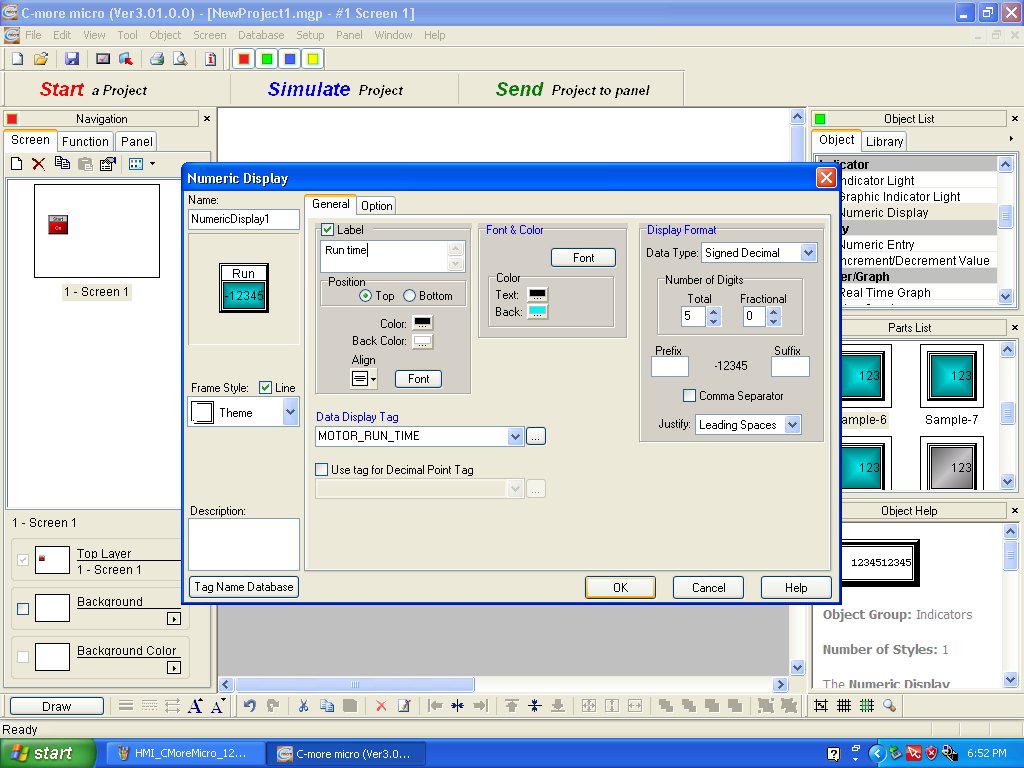 C-more micro (Ver3.01.0.0) - [NewProject1.mgp - #1 Screen 1]
File Edit View Tool Object Screen Database Setup Panel Window Help
Start a Project Simulate Project Send Project to panel
Navigation
Screen Function Panel
Start
On
1 - Screen 1
1 - Screen 1
Top Layer
1 - Screen 1
Background
Background Color
Numeric Display
Name:
NumericDisplay1
Run
-12345
Frame Style: Line
Theme
Description:
Tag Name Database
General Option
Label
Run time
Position
Top Bottom
Color:
Back Color:
Align
Font
Font & Color
Font
Color
Text:
Back:
Display Format
Data Type: Signed Decimal
Number of Digits
Total Fractional
5 0
Prefix -12345 Suffix
Comma Separator
Justify: Leading Spaces
Data Display Tag
MOTOR_RUN_TIME ...
Use tag for Decimal Point Tag
...
OK Cancel Help
Object List
Object Library
Indicator
Indicator Light
Graphic Indicator Light
Numeric Display
ry
Numeric Entry
Increment/Decrement Value
er/Graph
Real Time Graph
Parts List
123 123
ample-6 Sample-7
123 123
Object Help
1234512345
Object Group: Indicators
Number of Styles: 1
The Numeric Display
Draw A A
Ready
start HMI_CMoreMicro_12... C-more micro (Ver3.0... 6:52 PM